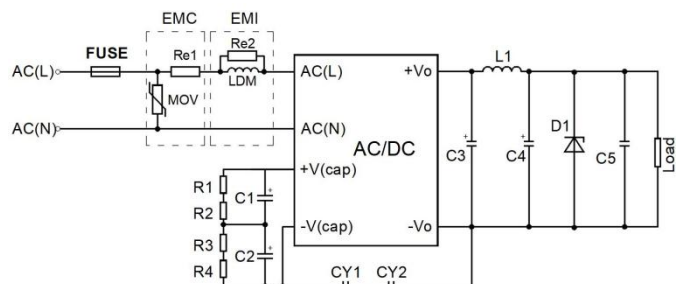 EMC EMI
FUSE Re1 Re2 L1
AC(L) LDM AC(L) +Vo
MOV
AC(N) AC(N) D1
AC/DC C3 C4 C5 Load
+V(cap)
R1 C1
R2 -V(cap) -Vo
R3 C2
R4 CY1 CY2